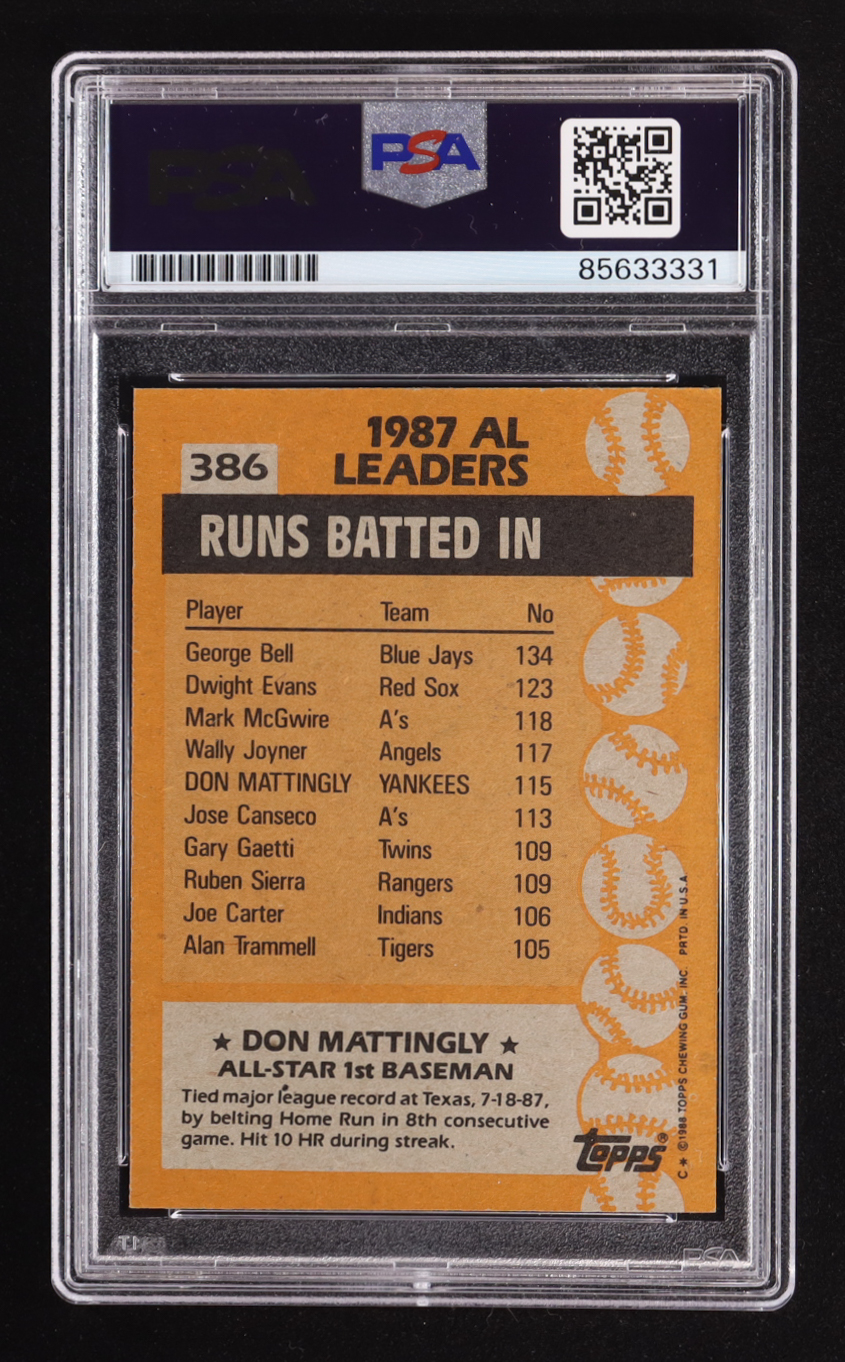 PSA
85633331
1987 AL
LEADERS
386
RUNS BATTED IN
Player Team No
George Bell Blue Jays 134
Dwight Evans Red Sox 123
Mark McGwire A's 118
Wally Joyner Angels 117
DON MATTINGLY YANKEES 115
Jose Canseco A's 113
Gary Gaetti Twins 109
Ruben Sierra Rangers 109
Joe Carter Indians 106
Alan Trammell Tigers 105
★ DON MATTINGLY ★
ALL-STAR 1st BASEMAN
Tied major league record at Texas, 7-18-87,
by belting Home Run in 8th consecutive
game. Hit 10 HR during streak.
Topps®
C ★ ©1988 TOPPS CHEWING GUM, INC. PRTD. IN U.S.A
PSA